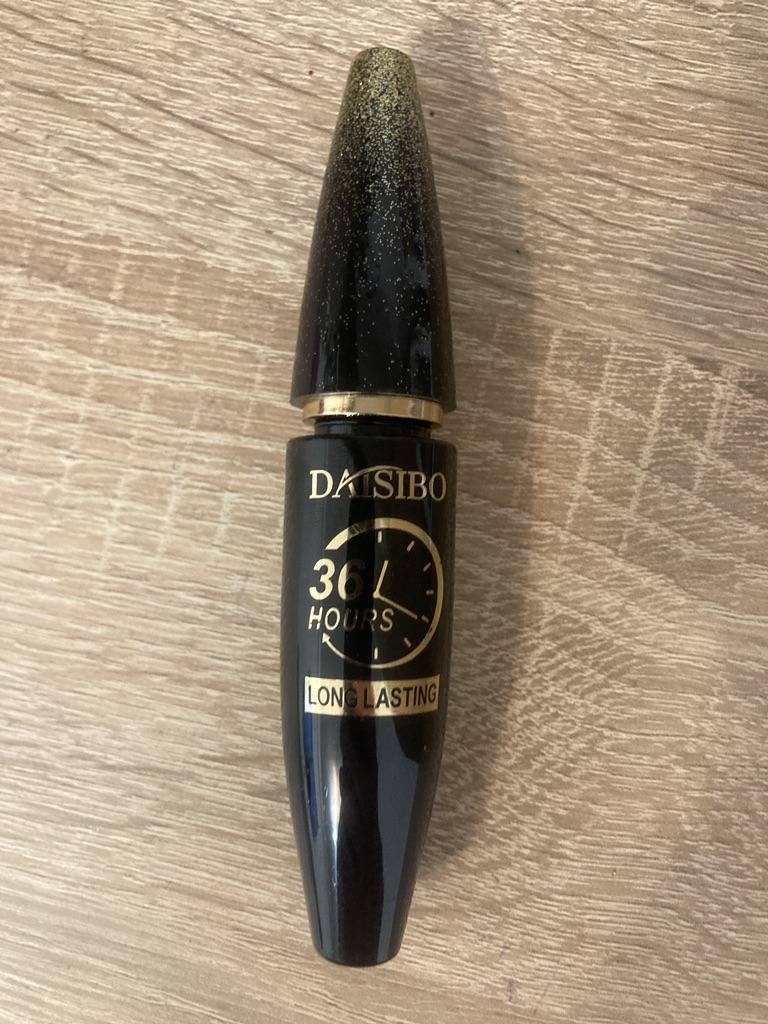 DAISIBO
36
HOURS
LONG LASTING